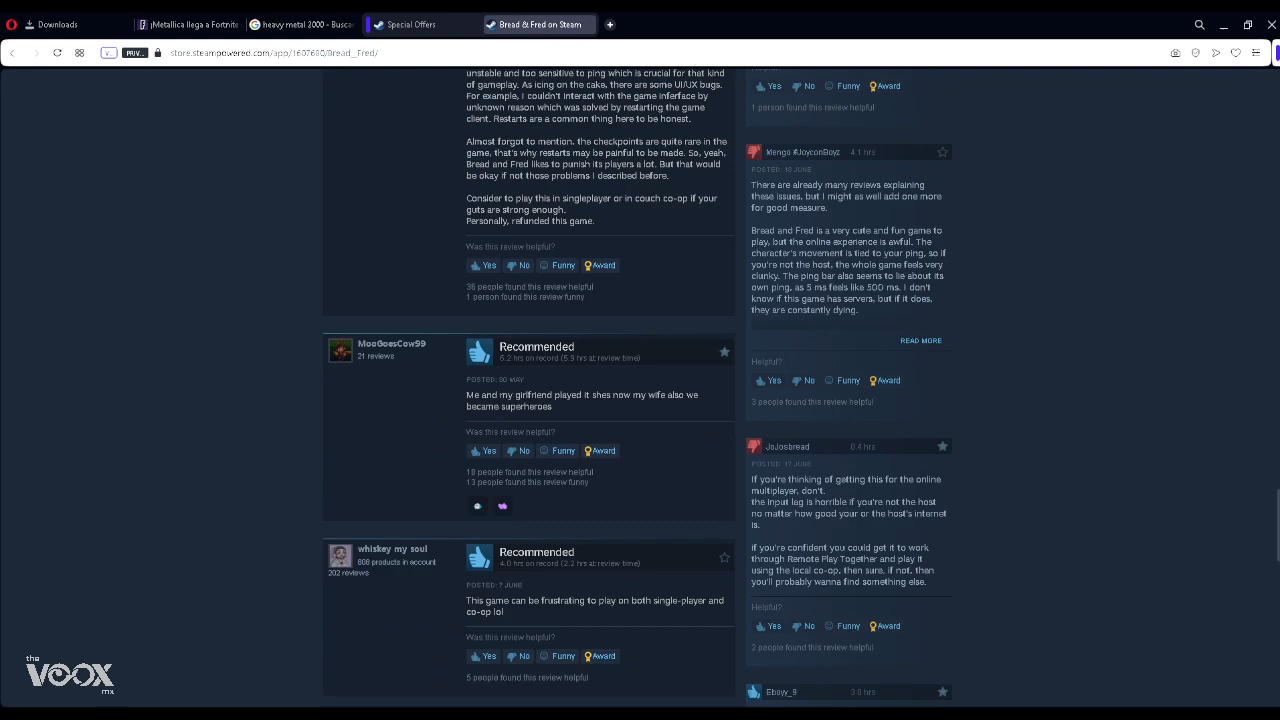 Downloads
¡Metallica llega a Fortnite
heavy metal 2000 - Buscar
Special Offers
Bread & Fred on Steam
V...
PRIV...
store.steampowered.com/app/1607680/Bread__Fred/
unstable and too sensitive to ping which is crucial for that kind
of gameplay. As icing on the cake, there are some UI/UX bugs.
For example, I couldn't interact with the game inferface by
unknown reason which was solved by restarting the game
client. Restarts are a common thing here to be honest.
Almost forgot to mention, the checkpoints are quite rare in the
game, that's why restarts may be painful to be made. So, yeah,
Bread and Fred likes to punish its players a lot. But that would
be okay if not those problems I described before.
Consider to play this in singleplayer or in couch co-op if your
guts are strong enough.
Personally, refunded this game.
Was this review helpful?
Yes No Funny Award
36 people found this review helpful
1 person found this review funny
MooGoesCow99
21 reviews
Recommended
6.2 hrs on record (5.9 hrs at review time)
POSTED: 30 MAY
Me and my girlfriend played it shes now my wife also we
became superheroes
Was this review helpful?
Yes No Funny Award
18 people found this review helpful
13 people found this review funny
whiskey my soul
608 products in account
202 reviews
Recommended
4.0 hrs on record (2.2 hrs at review time)
POSTED: 7 JUNE
This game can be frustrating to play on both single-player and
co-op lol
Was this review helpful?
Yes No Funny Award
5 people found this review helpful
Yes No Funny Award
1 person found this review helpful
Mengo #JoyconBoyz 4.1 hrs
POSTED: 18 JUNE
There are already many reviews explaining
these issues, but I might as well add one more
for good measure.
Bread and Fred is a very cute and fun game to
play, but the online experience is awful. The
character's movement is tied to your ping, so if
you're not the host, the whole game feels very
clunky. The ping bar also seems to lie about its
own ping, as 5 ms feels like 500 ms. I don't
know if this game has servers, but if it does,
they are constantly dying.
READ MORE
Helpful?
Yes No Funny Award
3 people found this review helpful
JoJosbread 0.4 hrs
POSTED: 17 JUNE
If you're thinking of getting this for the online
multiplayer, don't.
the input lag is horrible if you're not the host
no matter how good your or the host's internet
is.
if you're confident you could get it to work
through Remote Play Together and play it
using the local co-op, then sure, if not, then
you'll probably wanna find something else.
Helpful?
Yes No Funny Award
2 people found this review helpful
Eboyy_9 3.8 hrs
the
VOOX
mx